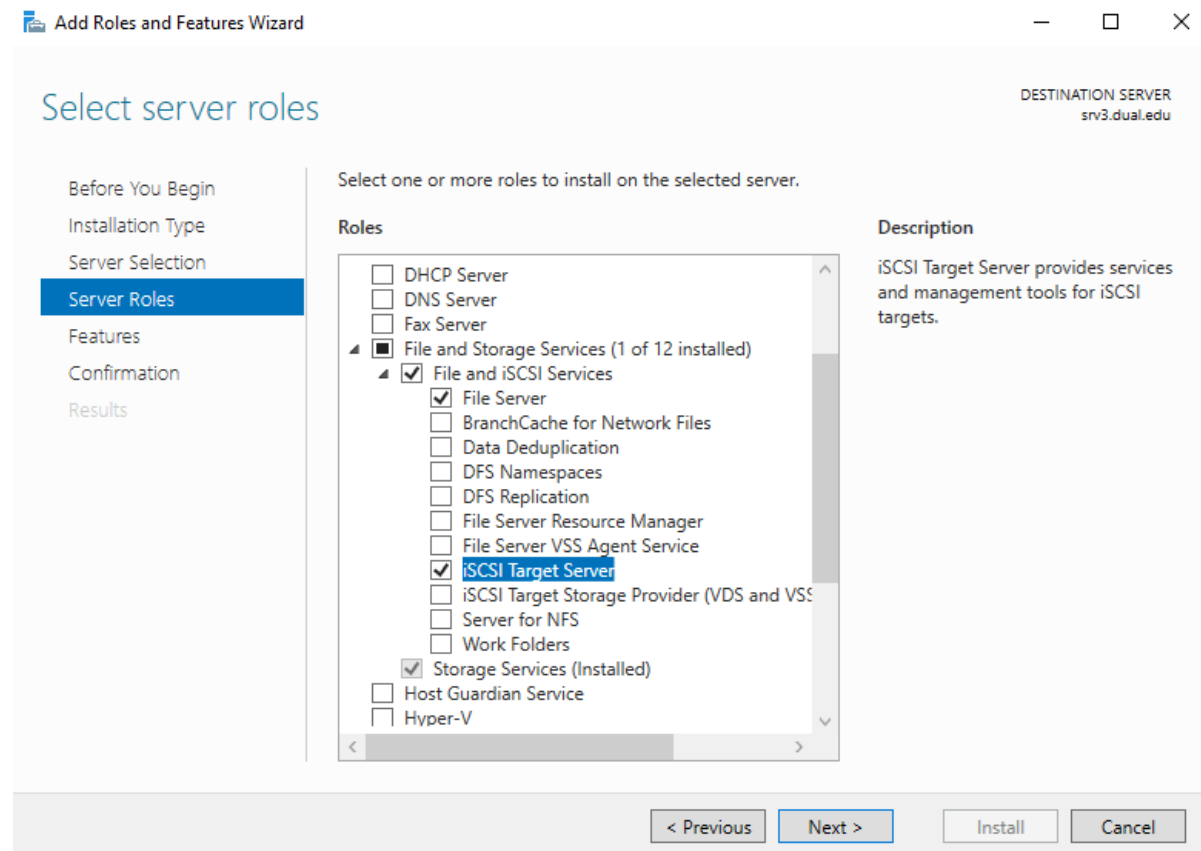 Add Roles and Features Wizard
Select server roles
DESTINATION SERVER
srv3.dual.edu
Before You Begin
Installation Type
Server Selection
Server Roles
Features
Confirmation
Results
Select one or more roles to install on the selected server.
Roles
DHCP Server
DNS Server
Fax Server
File and Storage Services (1 of 12 installed)
File and iSCSI Services
File Server
BranchCache for Network Files
Data Deduplication
DFS Namespaces
DFS Replication
File Server Resource Manager
File Server VSS Agent Service
iSCSI Target Server
iSCSI Target Storage Provider (VDS and VSS
Server for NFS
Work Folders
Storage Services (Installed)
Host Guardian Service
Hyper-V
Description
iSCSI Target Server provides services
and management tools for iSCSI
targets.
< Previous
Next >
Install
Cancel